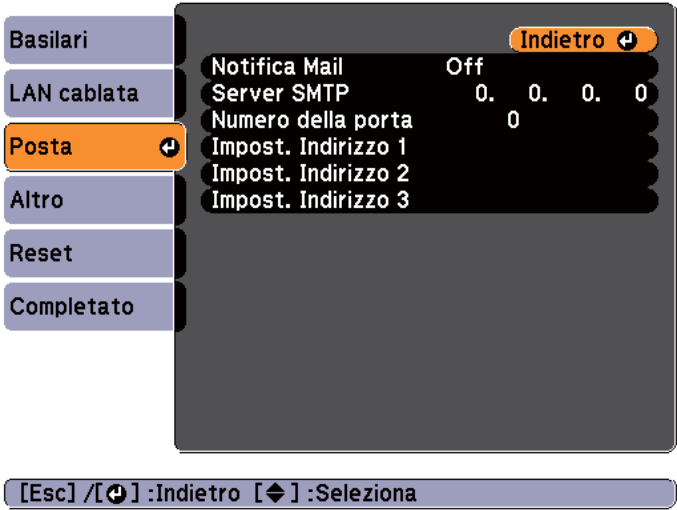 Basilari
LAN cablata
Posta
Altro
Reset
Completato
Indietro
Notifica Mail Off
Server SMTP 0. 0. 0. 0
Numero della porta 0
Impost. Indirizzo 1
Impost. Indirizzo 2
Impost. Indirizzo 3
[Esc] /[⏎] :Indietro [◆] :Seleziona